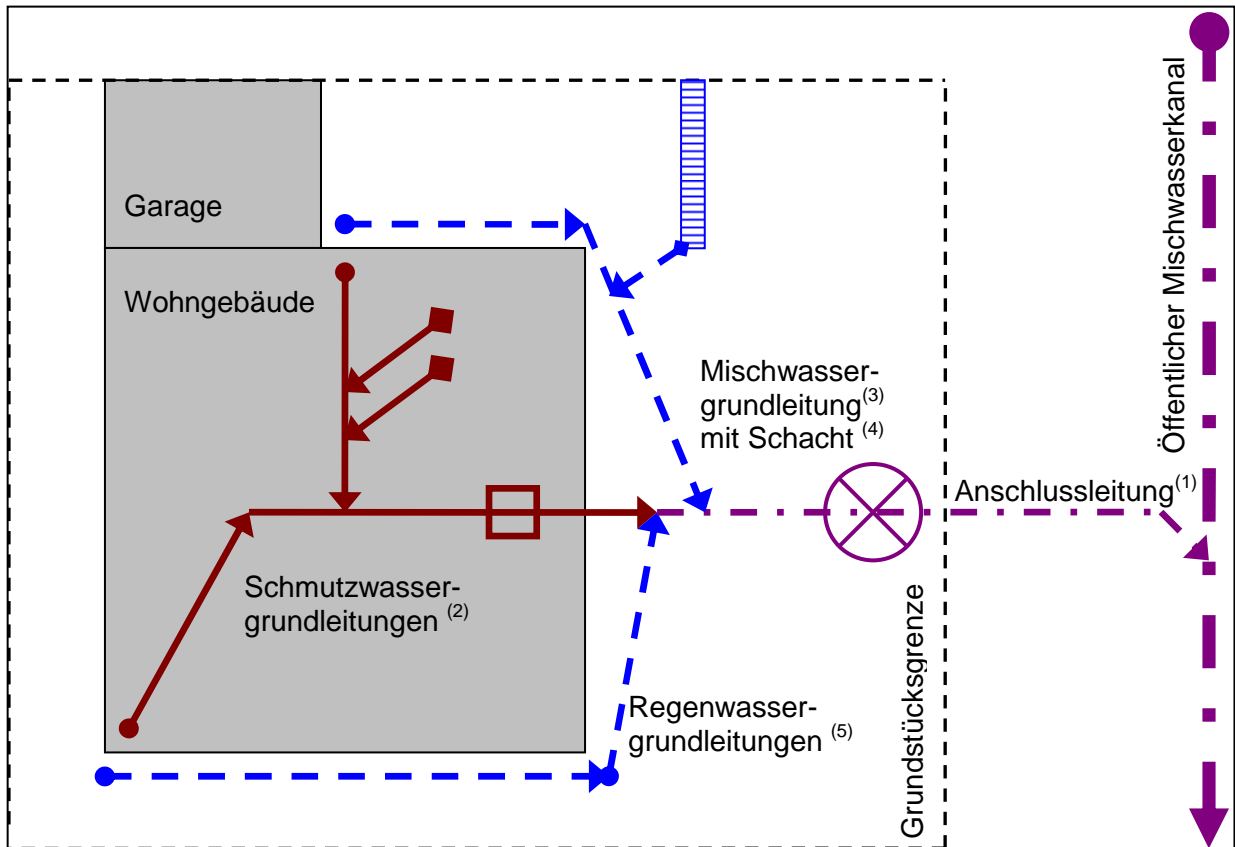 Garage
Wohngebäude
Mischwasser-
grundleitung(3)
mit Schacht (4)
Anschlussleitung(1)
Öffentlicher Mischwasserkanal
Schmutzwasser-
grundleitungen (2)
Regenwasser-
grundleitungen (5)
Grundstücksgrenze